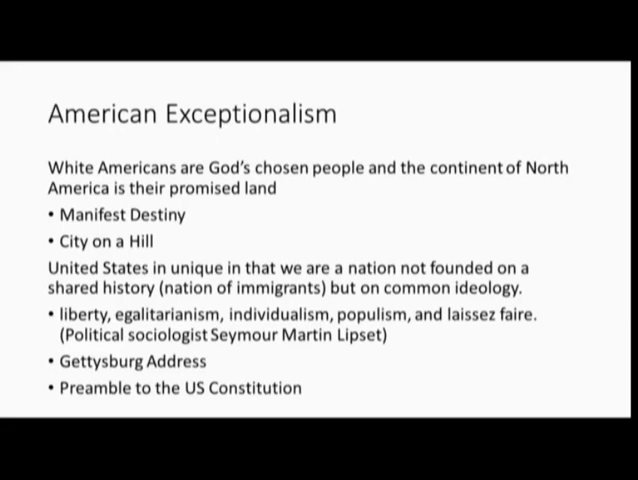 American Exceptionalism
White Americans are God's chosen people and the continent of North
America is their promised land
• Manifest Destiny
• City on a Hill
United States in unique in that we are a nation not founded on a
shared history (nation of immigrants) but on common ideology.
• liberty, egalitarianism, individualism, populism, and laissez faire.
(Political sociologist Seymour Martin Lipset)
• Gettysburg Address
• Preamble to the US Constitution